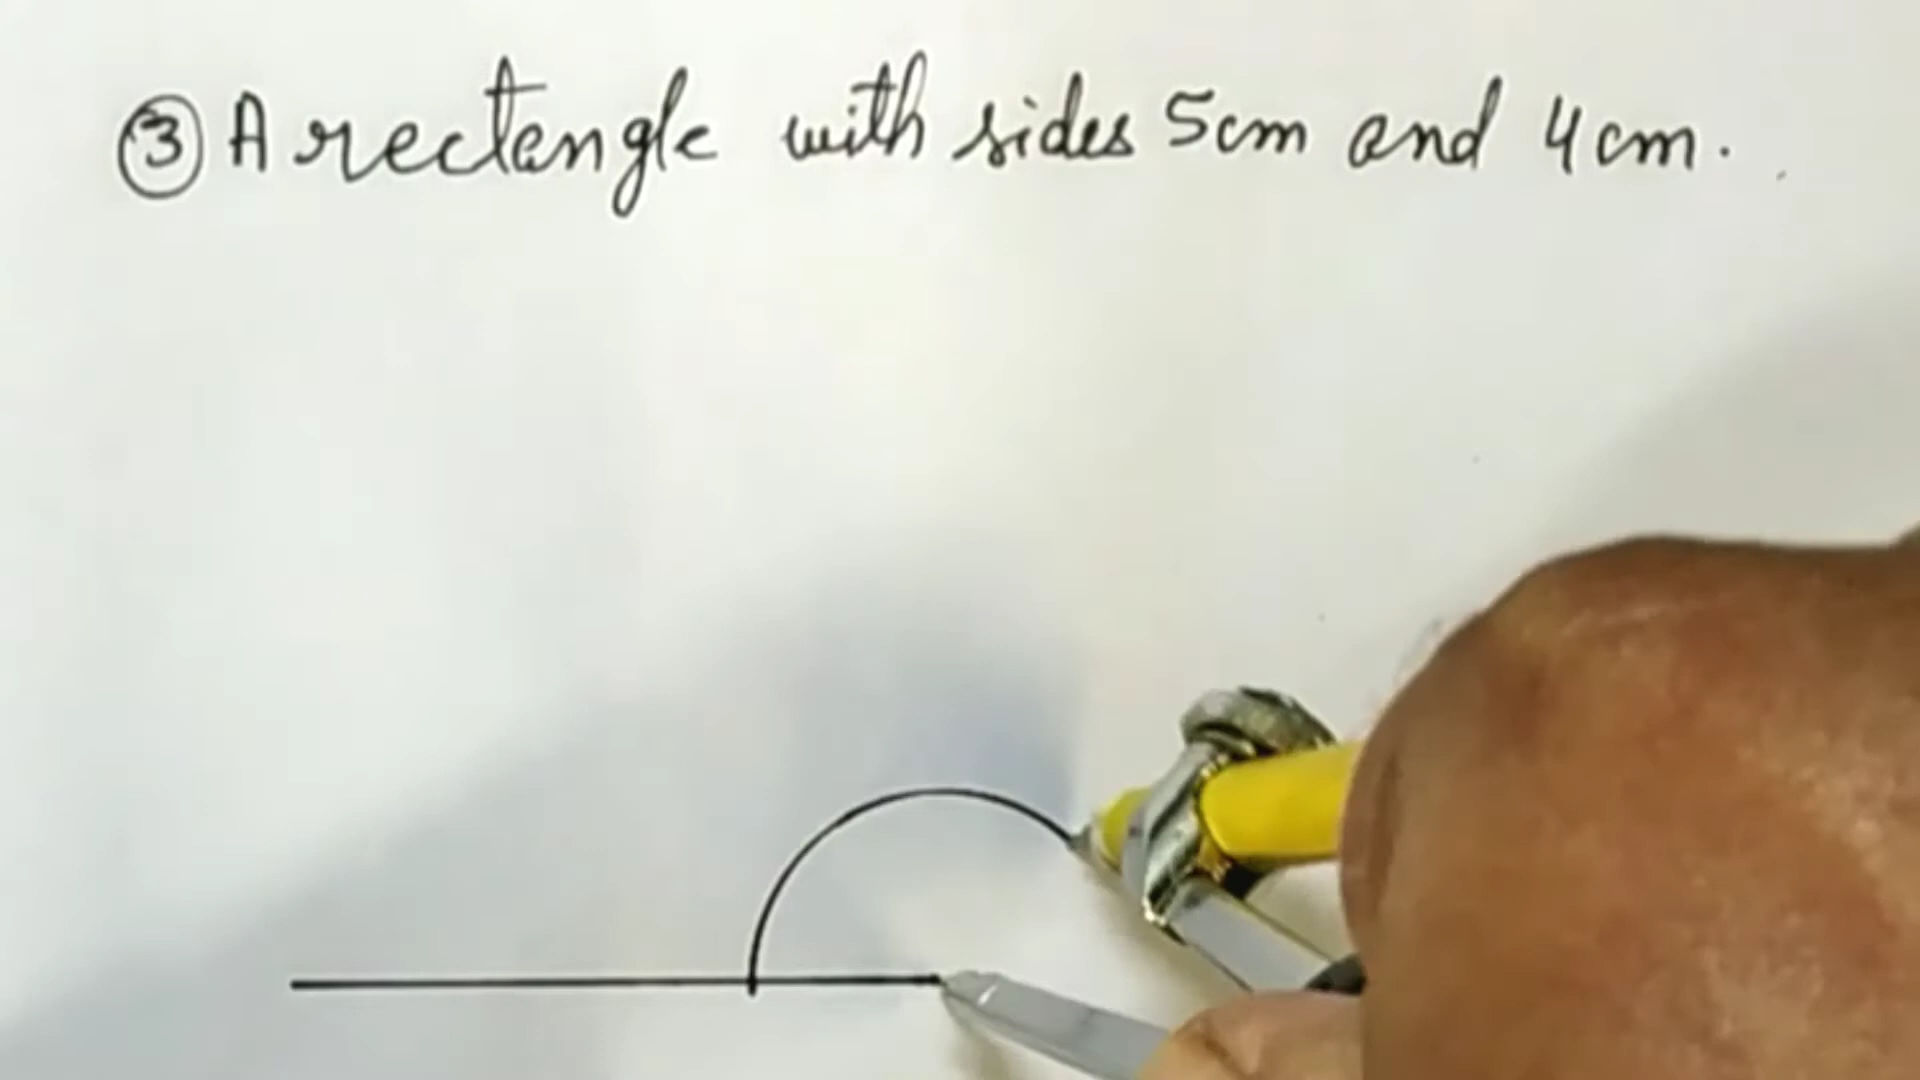 ③ A rectangle with sides 5cm and 4cm.